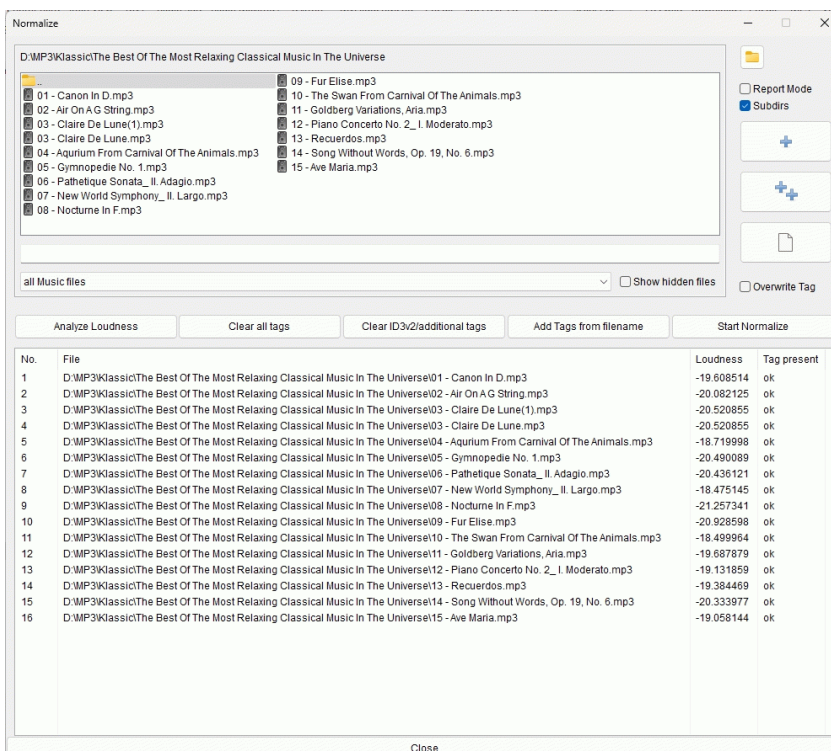 Normalize
D:\MP3\Klassic\The Best Of The Most Relaxing Classical Music In The Universe
..
01 - Canon In D.mp3
02 - Air On A G String.mp3
03 - Claire De Lune(1).mp3
03 - Claire De Lune.mp3
04 - Aqurium From Carnival Of The Animals.mp3
05 - Gymnopedie No. 1.mp3
06 - Pathetique Sonata_ II. Adagio.mp3
07 - New World Symphony_ II. Largo.mp3
08 - Nocturne In F.mp3
09 - Fur Elise.mp3
10 - The Swan From Carnival Of The Animals.mp3
11 - Goldberg Variations, Aria.mp3
12 - Piano Concerto No. 2_ I. Moderato.mp3
13 - Recuerdos.mp3
14 - Song Without Words, Op. 19, No. 6.mp3
15 - Ave Maria.mp3
Report Mode
Subdirs
all Music files
Show hidden files
Overwrite Tag
Analyze Loudness Clear all tags Clear ID3v2/additional tags Add Tags from filename Start Normalize
No. File Loudness Tag present
1 D:\MP3\Klassic\The Best Of The Most Relaxing Classical Music In The Universe\01 - Canon In D.mp3 -19.608514 ok
2 D:\MP3\Klassic\The Best Of The Most Relaxing Classical Music In The Universe\02 - Air On A G String.mp3 -20.082125 ok
3 D:\MP3\Klassic\The Best Of The Most Relaxing Classical Music In The Universe\03 - Claire De Lune(1).mp3 -20.520855 ok
4 D:\MP3\Klassic\The Best Of The Most Relaxing Classical Music In The Universe\03 - Claire De Lune.mp3 -20.520855 ok
5 D:\MP3\Klassic\The Best Of The Most Relaxing Classical Music In The Universe\04 - Aqurium From Carnival Of The Animals.mp3 -18.719998 ok
6 D:\MP3\Klassic\The Best Of The Most Relaxing Classical Music In The Universe\05 - Gymnopedie No. 1.mp3 -20.490089 ok
7 D:\MP3\Klassic\The Best Of The Most Relaxing Classical Music In The Universe\06 - Pathetique Sonata_ II. Adagio.mp3 -20.436121 ok
8 D:\MP3\Klassic\The Best Of The Most Relaxing Classical Music In The Universe\07 - New World Symphony_ II. Largo.mp3 -18.475145 ok
9 D:\MP3\Klassic\The Best Of The Most Relaxing Classical Music In The Universe\08 - Nocturne In F.mp3 -21.257341 ok
10 D:\MP3\Klassic\The Best Of The Most Relaxing Classical Music In The Universe\09 - Fur Elise.mp3 -20.928598 ok
11 D:\MP3\Klassic\The Best Of The Most Relaxing Classical Music In The Universe\10 - The Swan From Carnival Of The Animals.mp3 -18.499964 ok
12 D:\MP3\Klassic\The Best Of The Most Relaxing Classical Music In The Universe\11 - Goldberg Variations, Aria.mp3 -19.687879 ok
13 D:\MP3\Klassic\The Best Of The Most Relaxing Classical Music In The Universe\12 - Piano Concerto No. 2_ I. Moderato.mp3 -19.131859 ok
14 D:\MP3\Klassic\The Best Of The Most Relaxing Classical Music In The Universe\13 - Recuerdos.mp3 -19.384469 ok
15 D:\MP3\Klassic\The Best Of The Most Relaxing Classical Music In The Universe\14 - Song Without Words, Op. 19, No. 6.mp3 -20.333977 ok
16 D:\MP3\Klassic\The Best Of The Most Relaxing Classical Music In The Universe\15 - Ave Maria.mp3 -19.058144 ok
Close